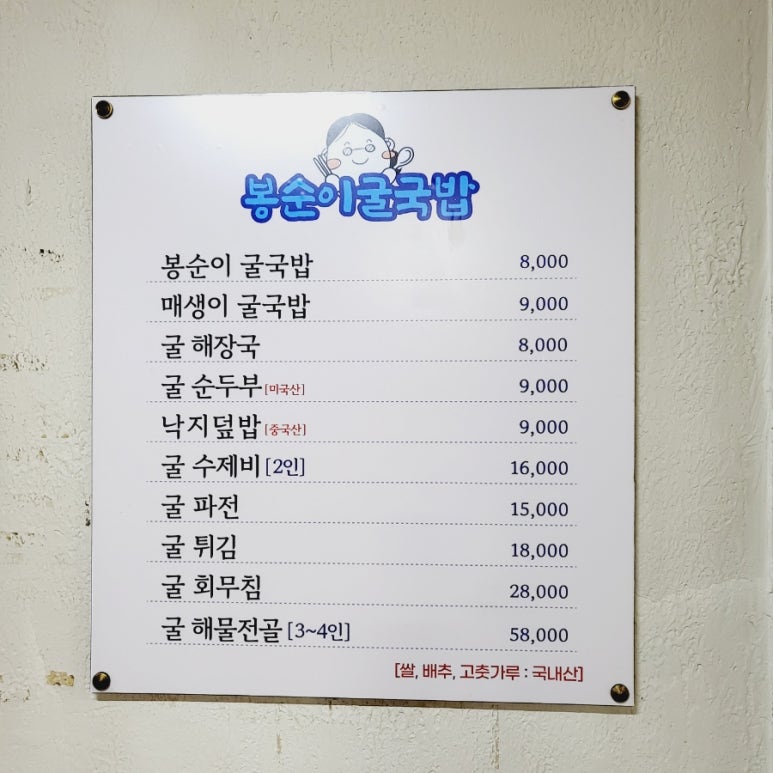 봉순이굴국밥
봉순이 굴국밥 8,000
매생이 굴국밥 9,000
굴 해장국 8,000
굴 순두부 [미국산] 9,000
낙지덮밥 [중국산] 9,000
굴 수제비 [2인] 16,000
굴 파전 15,000
굴 튀김 18,000
굴 회무침 28,000
굴 해물전골 [3~4인] 58,000
[쌀, 배추, 고춧가루 : 국내산]